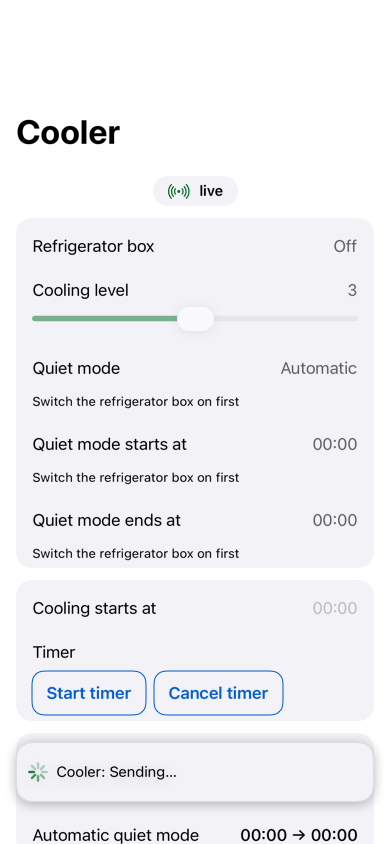 Cooler
live
Refrigerator box Off
Cooling level 3
Quiet mode Automatic
Switch the refrigerator box on first
Quiet mode starts at 00:00
Switch the refrigerator box on first
Quiet mode ends at 00:00
Switch the refrigerator box on first
Cooling starts at 00:00
Timer
Start timer Cancel timer
Cooler: Sending...
Automatic quiet mode 00:00 → 00:00